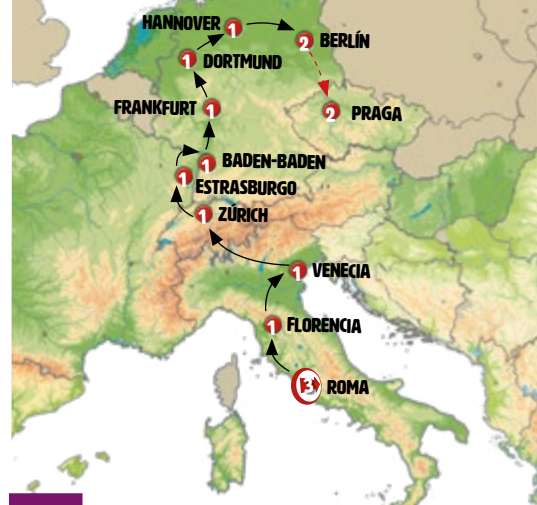 HANNOVER 1
2 BERLÍN
1 DORTMUND
FRANKFURT 1
2 PRAGA
1 BADEN-BADEN
1 ESTRASBURGO
1 ZÚRICH
1 VENECIA
1 FLORENCIA
3 ROMA